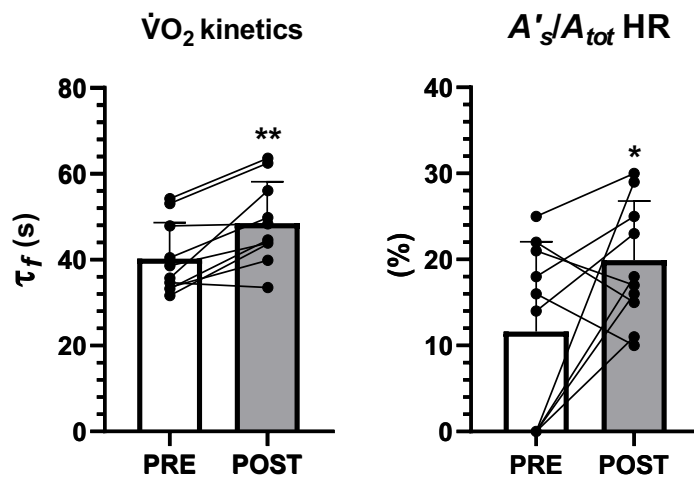 V̇O₂ kinetics
τf (s)
80
60
40
20
0
**
PRE POST
A's/Atot HR
(%)
40
30
20
10
0
*
PRE POST